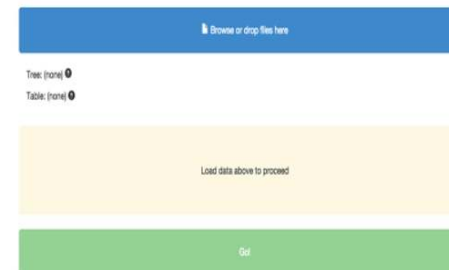 Browse or drop files here
Tree: (none)
Table: (none)
Load data above to proceed
Go!